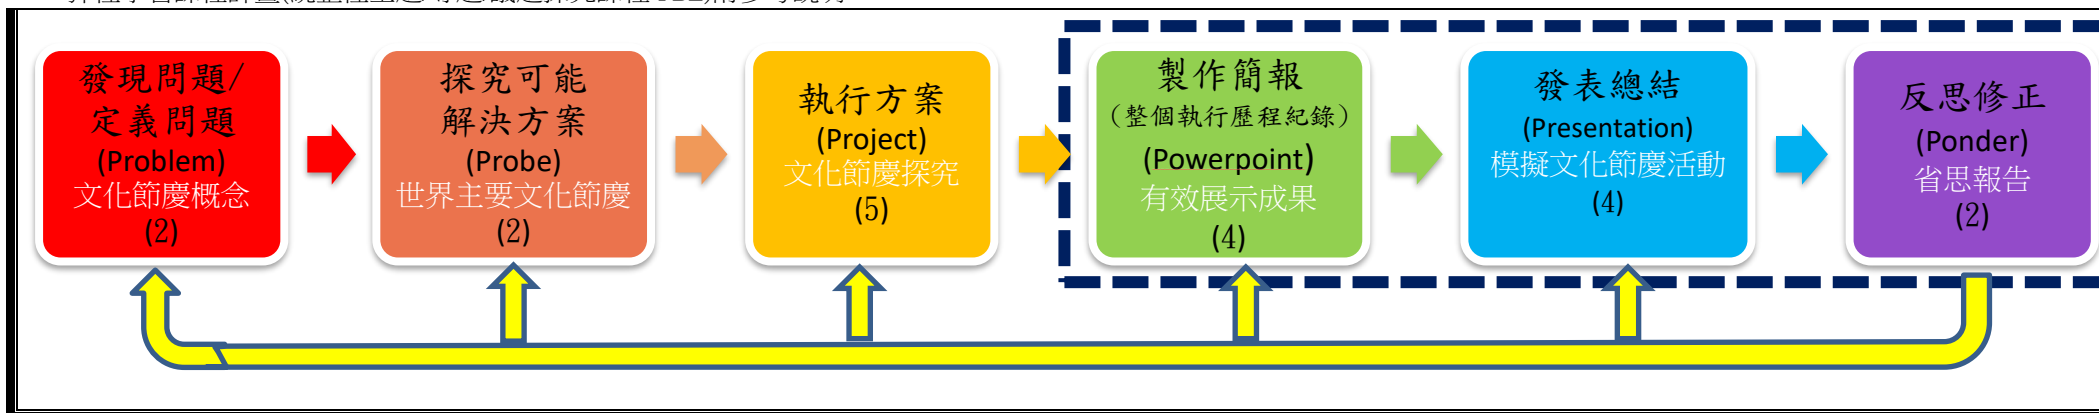 發現問題/
定義問題
(Problem)
文化節慶概念
(2)
探究可能
解決方案
(Probe)
世界主要文化節慶
(2)
執行方案
(Project)
文化節慶探究
(5)
製作簡報
(整個執行歷程紀錄)
(Powerpoint)
有效展示成果
(4)
發表總結
(Presentation)
模擬文化節慶活動
(4)
反思修正
(Ponder)
省思報告
(2)